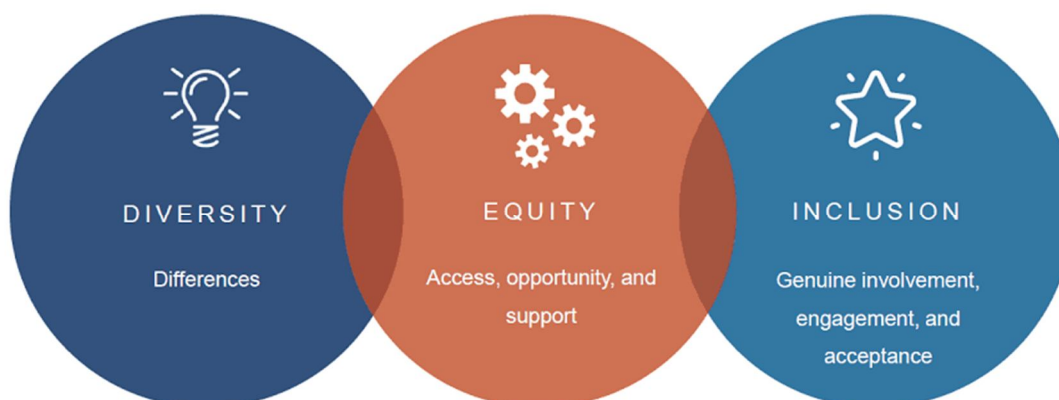 DIVERSITY
Differences
EQUITY
Access, opportunity, and
support
INCLUSION
Genuine involvement,
engagement, and
acceptance